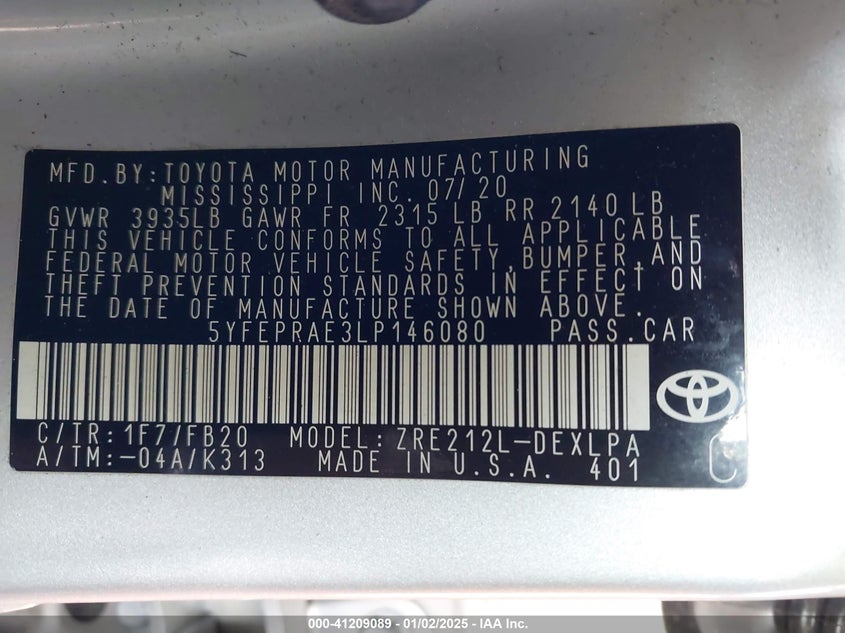 MFD. BY: TOYOTA MOTOR MANUFACTURING
MISSISSIPPI INC. 07/20
GVWR 3935LB GAWR FR 2315 LB RR 2140 LB
THIS VEHICLE CONFORMS TO ALL APPLICABLE
FEDERAL MOTOR VEHICLE SAFETY, BUMPER, AND
THEFT PREVENTION STANDARDS IN EFFECT ON
THE DATE OF MANUFACTURE SHOWN ABOVE.
5YFEPRAE3LP146080 PASS. CAR
C/TR: 1F7/FB20 MODEL: ZRE212L-DEXLPA
A/TM: -04A/K313 MADE IN U.S.A. 401 C
000-41209089 - 01/02/2025 - IAA Inc.